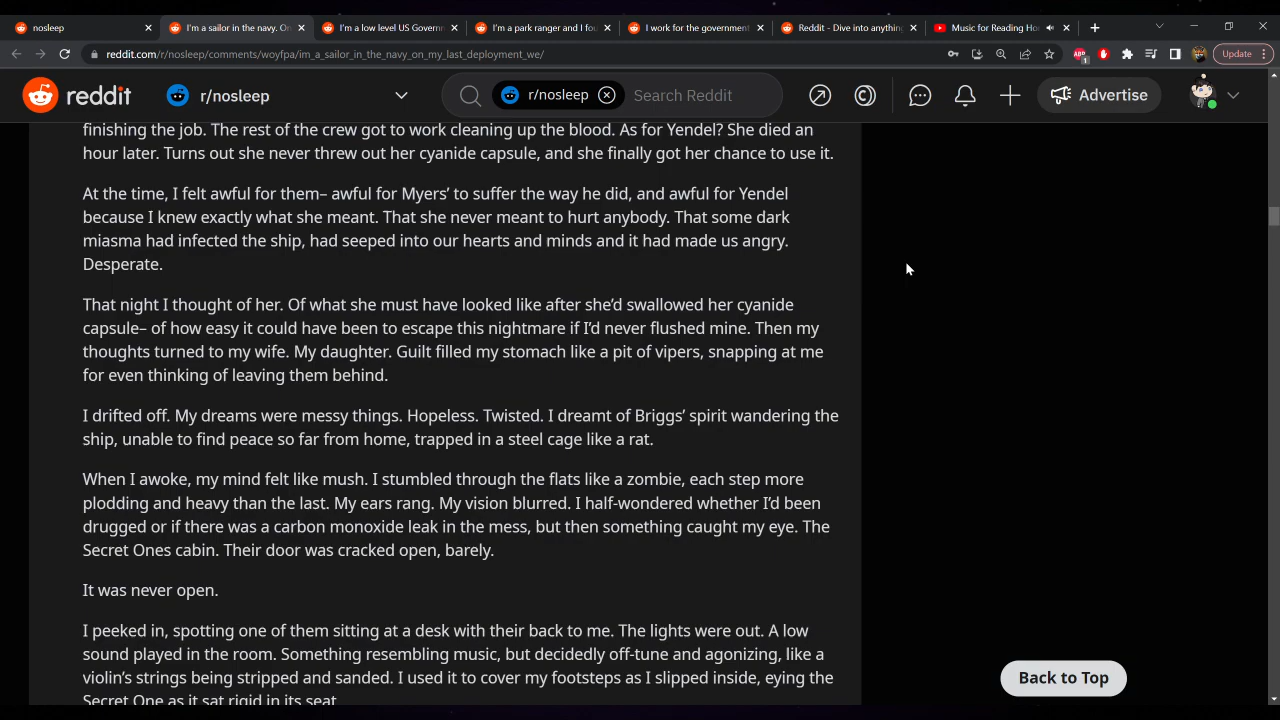 nosleep
I'm a sailor in the navy. On
I'm a low level US Governm
I'm a park ranger and I fou
I work for the government
Reddit - Dive into anything
Music for Reading Hou
reddit.com/r/nosleep/comments/woyfpa/im_a_sailor_in_the_navy_on_my_last_deployment_we/
ABP
1
Update
reddit
r/nosleep
r/nosleep
Search Reddit
Advertise
finishing the job. The rest of the crew got to work cleaning up the blood. As for Yendel? She died an
hour later. Turns out she never threw out her cyanide capsule, and she finally got her chance to use it.
At the time, I felt awful for them– awful for Myers’ to suffer the way he did, and awful for Yendel
because I knew exactly what she meant. That she never meant to hurt anybody. That some dark
miasma had infected the ship, had seeped into our hearts and minds and it had made us angry.
Desperate.
That night I thought of her. Of what she must have looked like after she’d swallowed her cyanide
capsule– of how easy it could have been to escape this nightmare if I’d never flushed mine. Then my
thoughts turned to my wife. My daughter. Guilt filled my stomach like a pit of vipers, snapping at me
for even thinking of leaving them behind.
I drifted off. My dreams were messy things. Hopeless. Twisted. I dreamt of Briggs’ spirit wandering the
ship, unable to find peace so far from home, trapped in a steel cage like a rat.
When I awoke, my mind felt like mush. I stumbled through the flats like a zombie, each step more
plodding and heavy than the last. My ears rang. My vision blurred. I half-wondered whether I’d been
drugged or if there was a carbon monoxide leak in the mess, but then something caught my eye. The
Secret Ones cabin. Their door was cracked open, barely.
It was never open.
I peeked in, spotting one of them sitting at a desk with their back to me. The lights were out. A low
sound played in the room. Something resembling music, but decidedly off-tune and agonizing, like a
violin’s strings being stripped and sanded. I used it to cover my footsteps as I slipped inside, eying the
Secret One as it sat rigid in its seat
Back to Top